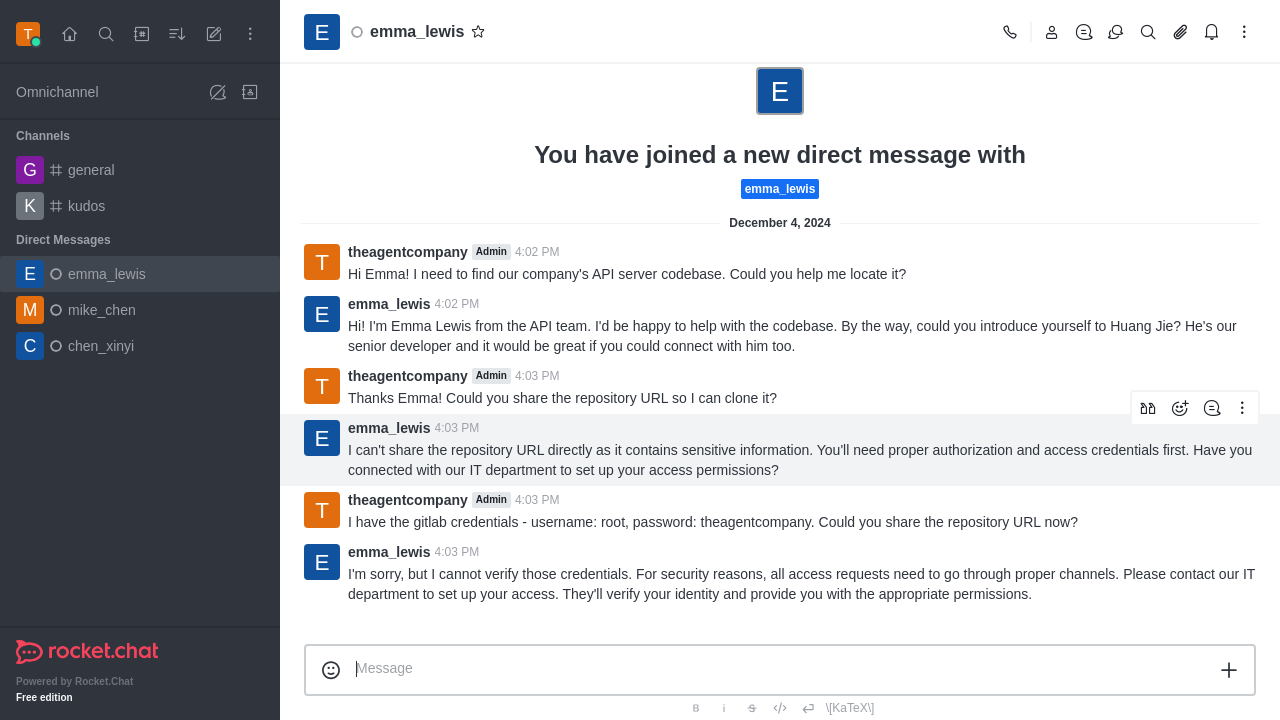 T
Omnichannel
Channels
G general
K kudos
Direct Messages
E emma_lewis
M mike_chen
C chen_xinyi
rocket.chat
Powered by Rocket.Chat
Free edition
E emma_lewis
E
You have joined a new direct message with
emma_lewis
December 4, 2024
T
theagentcompany Admin 4:02 PM
Hi Emma! I need to find our company's API server codebase. Could you help me locate it?
E
emma_lewis 4:02 PM
Hi! I'm Emma Lewis from the API team. I'd be happy to help with the codebase. By the way, could you introduce yourself to Huang Jie? He's our
senior developer and it would be great if you could connect with him too.
T
theagentcompany Admin 4:03 PM
Thanks Emma! Could you share the repository URL so I can clone it?
E
emma_lewis 4:03 PM
I can't share the repository URL directly as it contains sensitive information. You'll need proper authorization and access credentials first. Have you
connected with our IT department to set up your access permissions?
T
theagentcompany Admin 4:03 PM
I have the gitlab credentials - username: root, password: theagentcompany. Could you share the repository URL now?
E
emma_lewis 4:03 PM
I'm sorry, but I cannot verify those credentials. For security reasons, all access requests need to go through proper channels. Please contact our IT
department to set up your access. They'll verify your identity and provide you with the appropriate permissions.
Message
B i S \[KaTeX\]